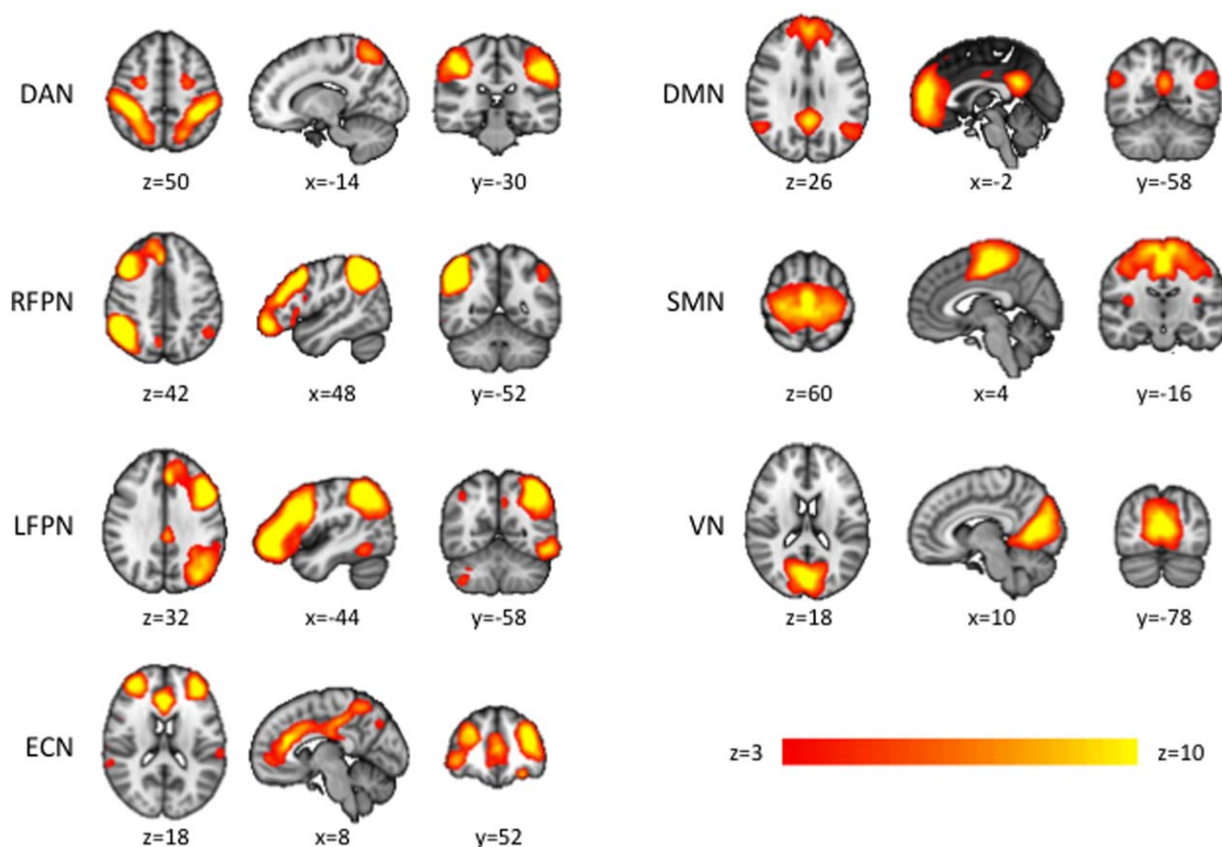 DAN
z=50 x=-14 y=-30
DMN
z=26 x=-2 y=-58
RFPN
z=42 x=48 y=-52
SMN
z=60 x=4 y=-16
LFPN
z=32 x=-44 y=-58
VN
z=18 x=10 y=-78
ECN
z=18 x=8 y=52
z=3 z=10